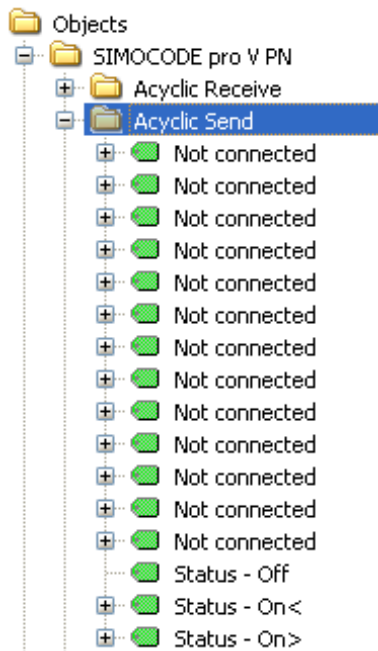 Objects
SIMOCODE pro V PN
Acyclic Receive
Acyclic Send
Not connected
Not connected
Not connected
Not connected
Not connected
Not connected
Not connected
Not connected
Not connected
Not connected
Not connected
Not connected
Not connected
Status - Off
Status - On<
Status - On>